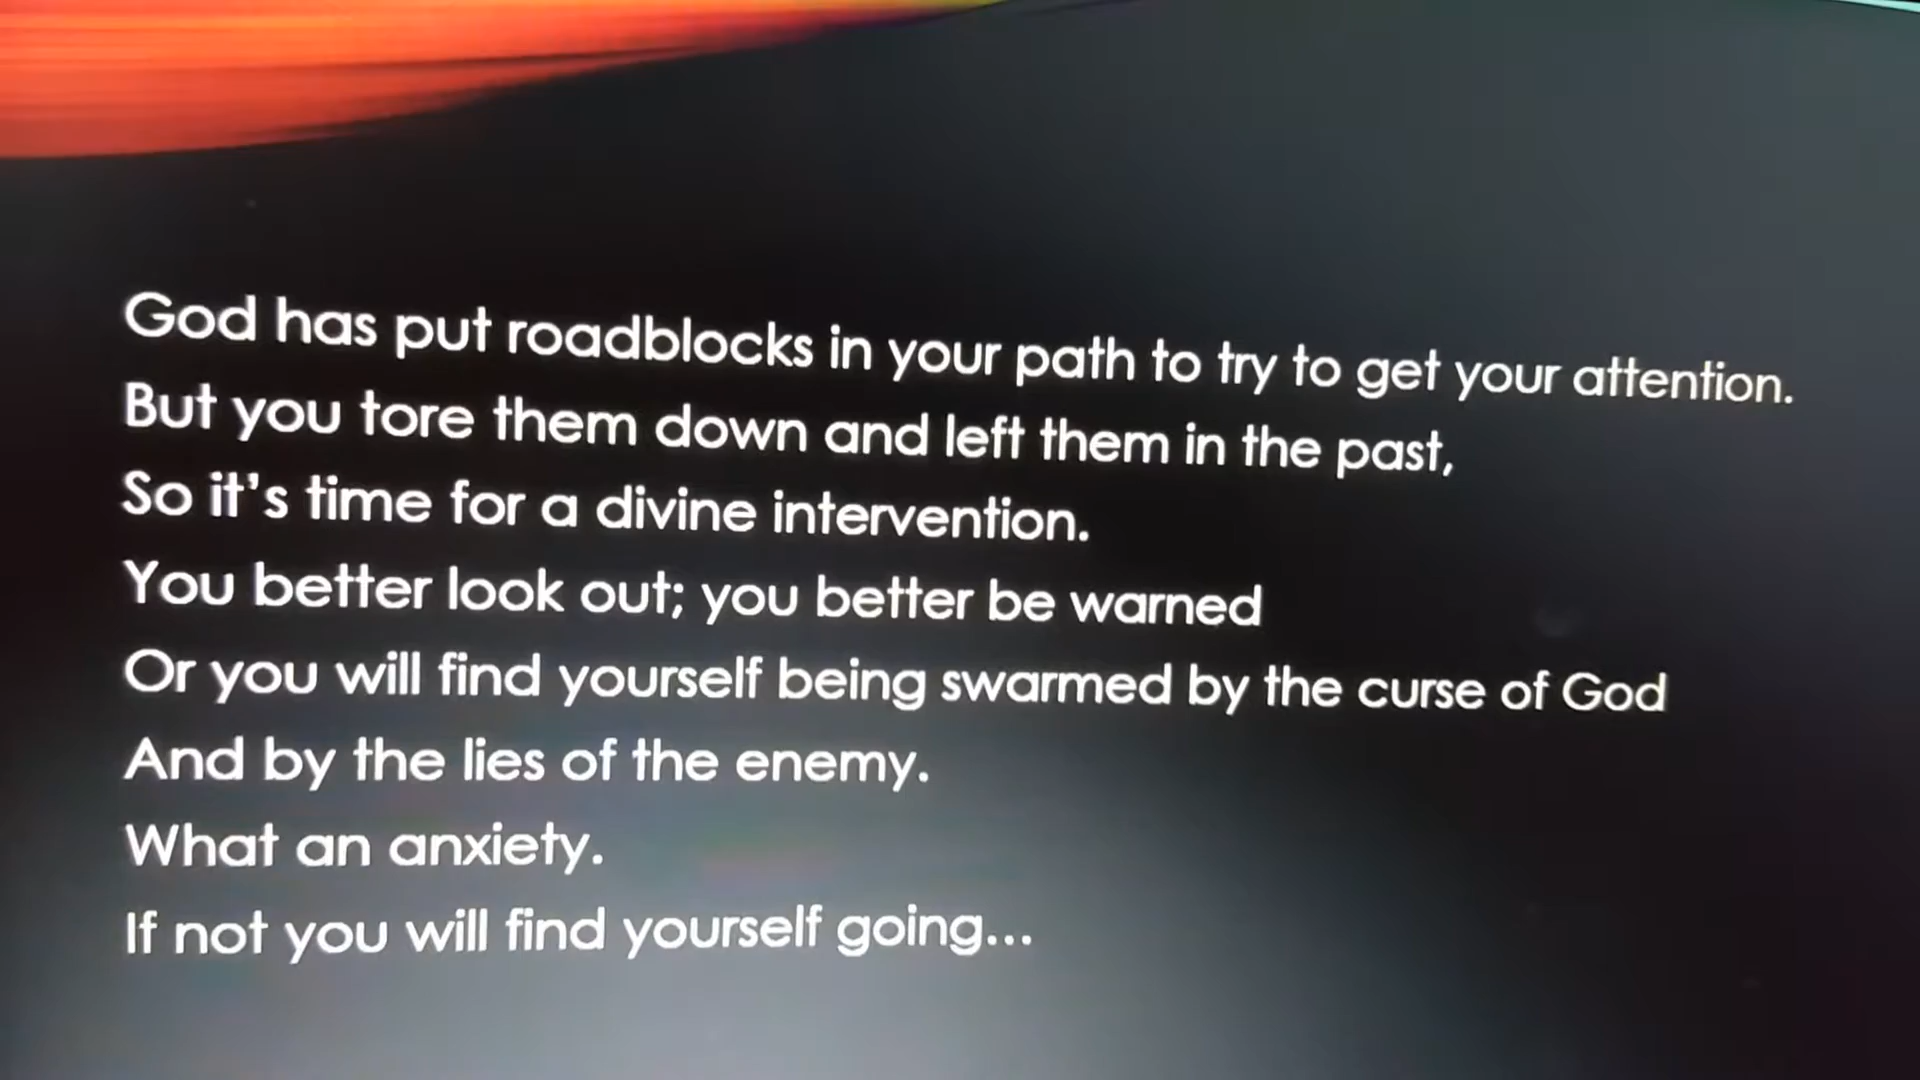 God has put roadblocks in your path to try to get your attention.
But you tore them down and left them in the past,
So it's time for a divine intervention.
You better look out; you better be warned
Or you will find yourself being swarmed by the curse of God
And by the lies of the enemy.
What an anxiety.
If not you will find yourself going...